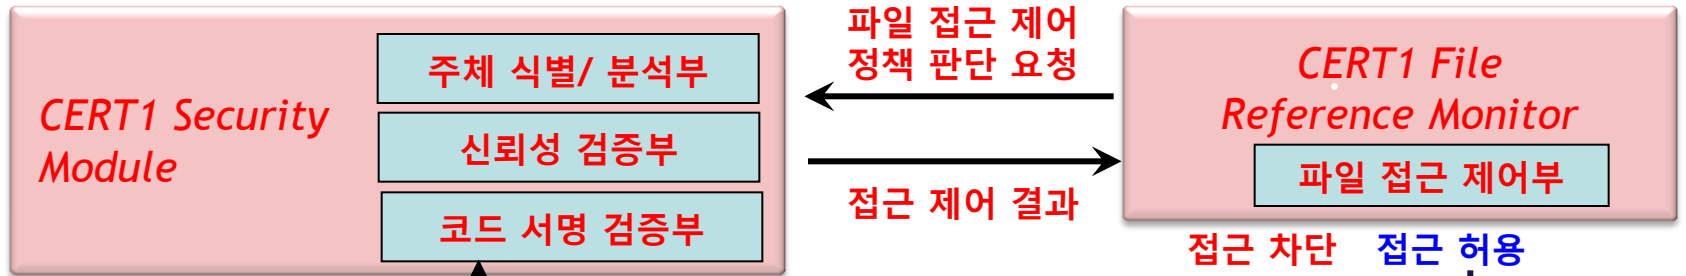 CERT1 Security
Module
주체 식별/ 분석부
신뢰성 검증부
코드 서명 검증부
파일 접근 제어
정책 판단 요청
접근 제어 결과
CERT1 File
Reference Monitor
파일 접근 제어부
접근 차단 접근 허용